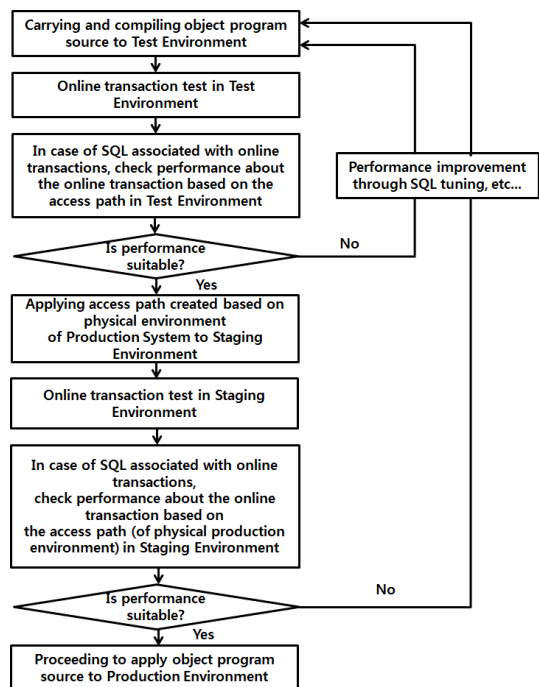 Carrying and compiling object program
source to Test Environment
Online transaction test in Test
Environment
In case of SQL associated with online
transactions, check performance about
the online transaction based on the
access path in Test Environment
Performance improvement
through SQL tuning, etc...
Is performance
suitable?
No
Yes
Applying access path created based on
physical environment
of Production System to Staging
Environment
Online transaction test in Staging
Environment
In case of SQL associated with online
transactions,
check performance about the online
transaction based on
the access path (of physical production
environment) in Staging Environment
Is performance
suitable?
No
Yes
Proceeding to apply object program
source to Production Environment